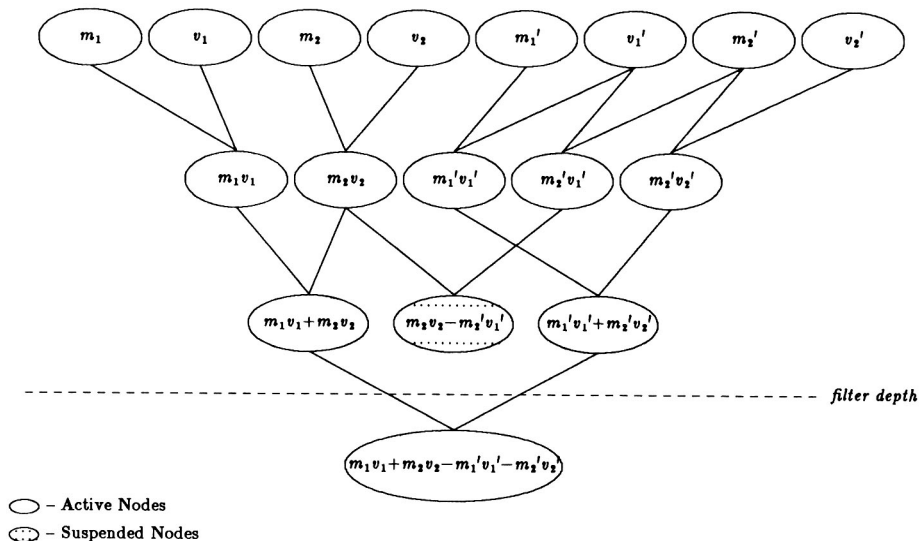 m₁ v₁ m₂ v₂ m₁′ v₁′ m₂′ v₂′
m₁v₁ m₂v₂ m₁′v₁′ m₂′v₁′ m₂′v₂′
m₁v₁+m₂v₂ m₂v₂−m₂′v₁′ m₁′v₁′+m₂′v₂′
filter depth
m₁v₁+m₂v₂−m₁′v₁′−m₂′v₂′
– Active Nodes
– Suspended Nodes